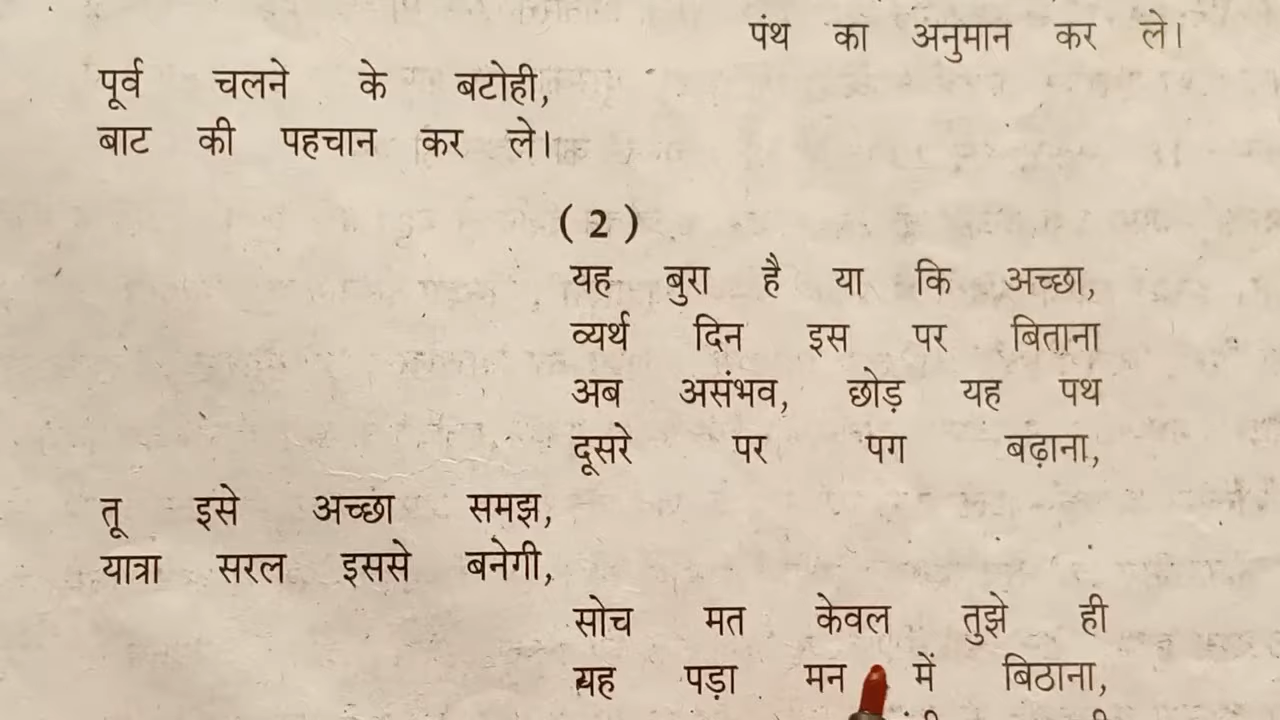 पंथ का अनुमान कर ले।
पूर्व चलने के बटोही,
बाट की पहचान कर ले।
(2)
यह बुरा है या कि अच्छा,
व्यर्थ दिन इस पर बिताना
अब असंभव, छोड़ यह पथ
दूसरे पर पग बढ़ाना,
तू इसे अच्छा समझ,
यात्रा सरल इससे बनेगी,
सोच मत केवल तुझे ही
यह पड़ा मन में बिठाना,